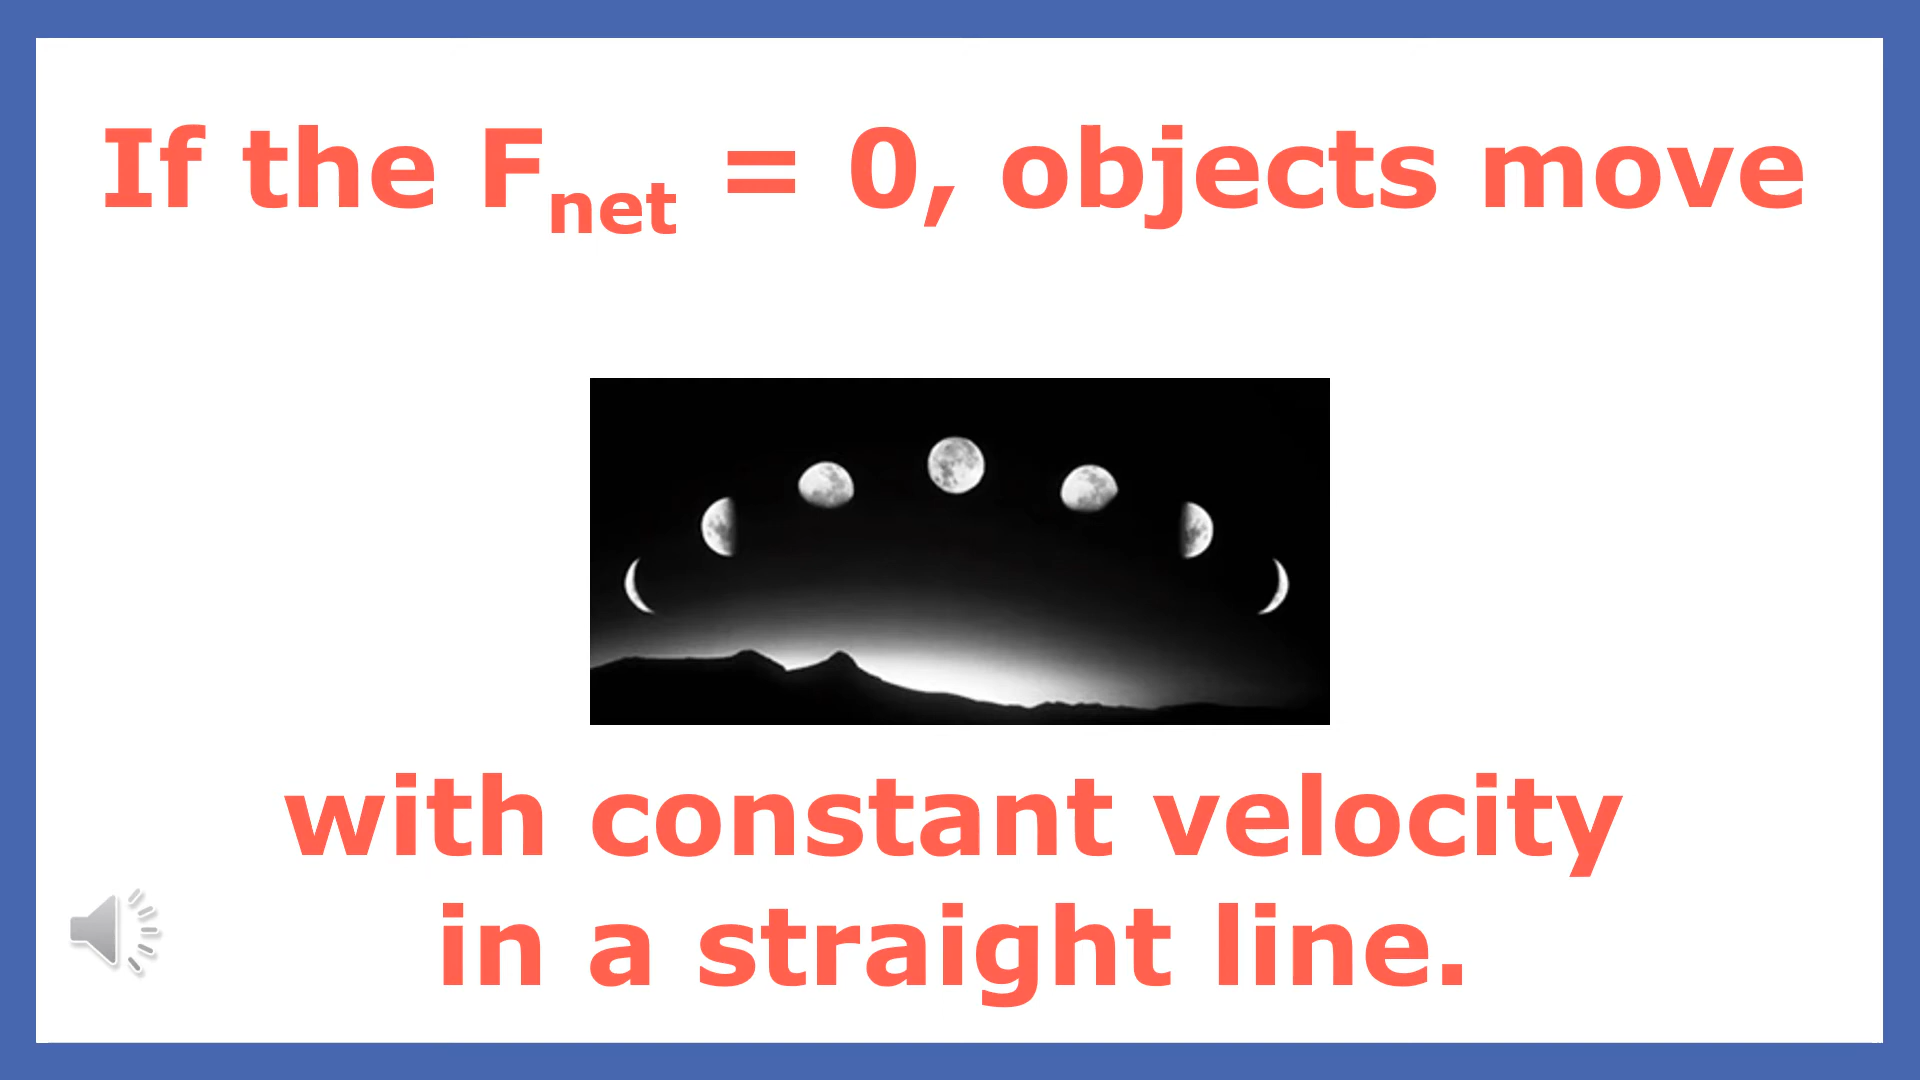 If the Fnet = 0, objects move
with constant velocity
in a straight line.